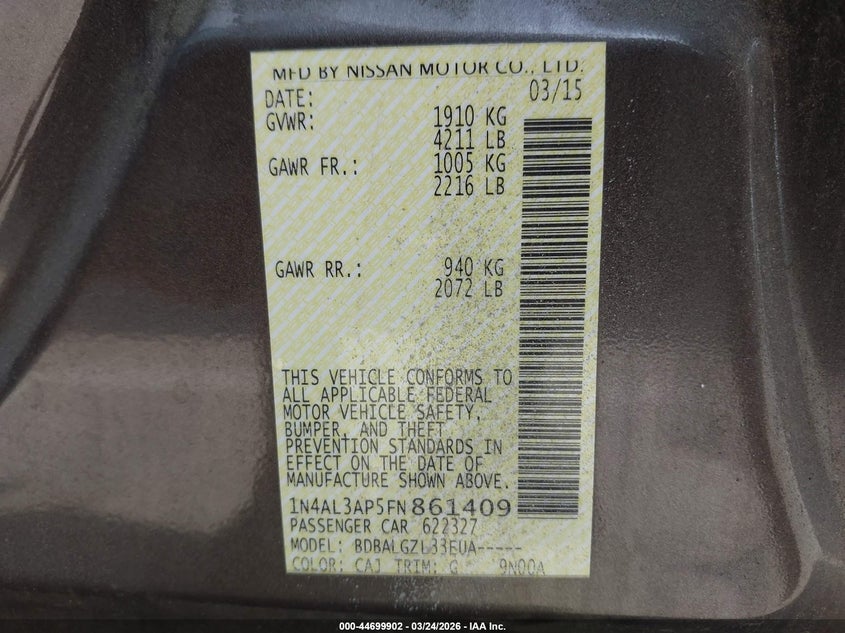 MFD BY NISSAN MOTOR CO., LTD.
DATE: 03/15
GVWR: 1910 KG
4211 LB
GAWR FR.: 1005 KG
2216 LB
GAWR RR.: 940 KG
2072 LB
THIS VEHICLE CONFORMS TO
ALL APPLICABLE FEDERAL
MOTOR VEHICLE SAFETY,
BUMPER, AND THEFT
PREVENTION STANDARDS IN
EFFECT ON THE DATE OF
MANUFACTURE SHOWN ABOVE.
1N4AL3AP5FN861409
PASSENGER CAR 622327
MODEL: BDBALGZL33EUA-----
COLOR: CAJ TRIM: G 9N00A
000-44699902 - 03/24/2026 - IAA Inc.